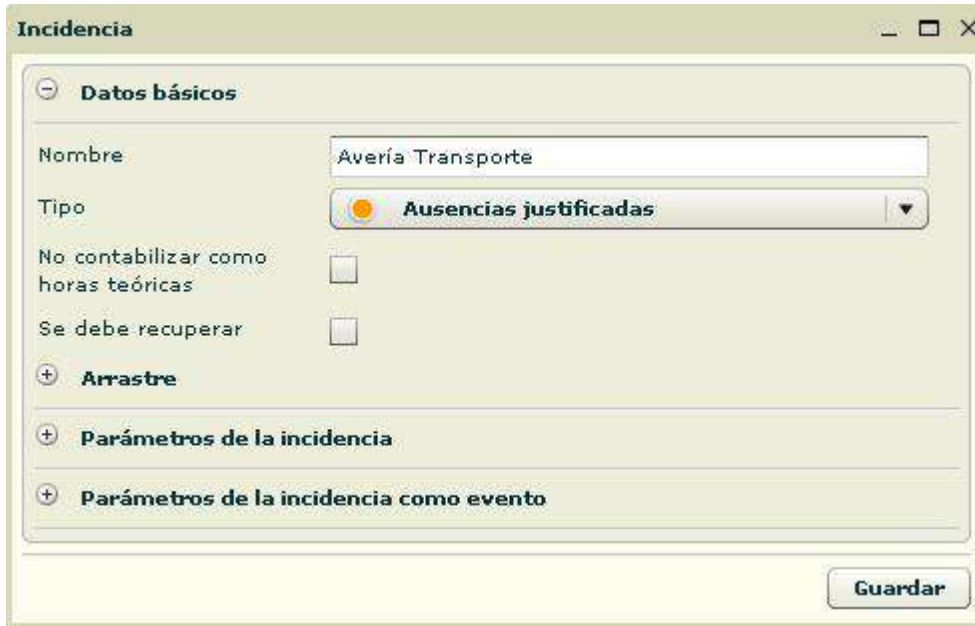 Incidencia
Datos básicos
Nombre
Avería Transporte
Tipo
Ausencias justificadas
No contabilizar como
horas teóricas
Se debe recuperar
Arrastre
Parámetros de la incidencia
Parámetros de la incidencia como evento
Guardar